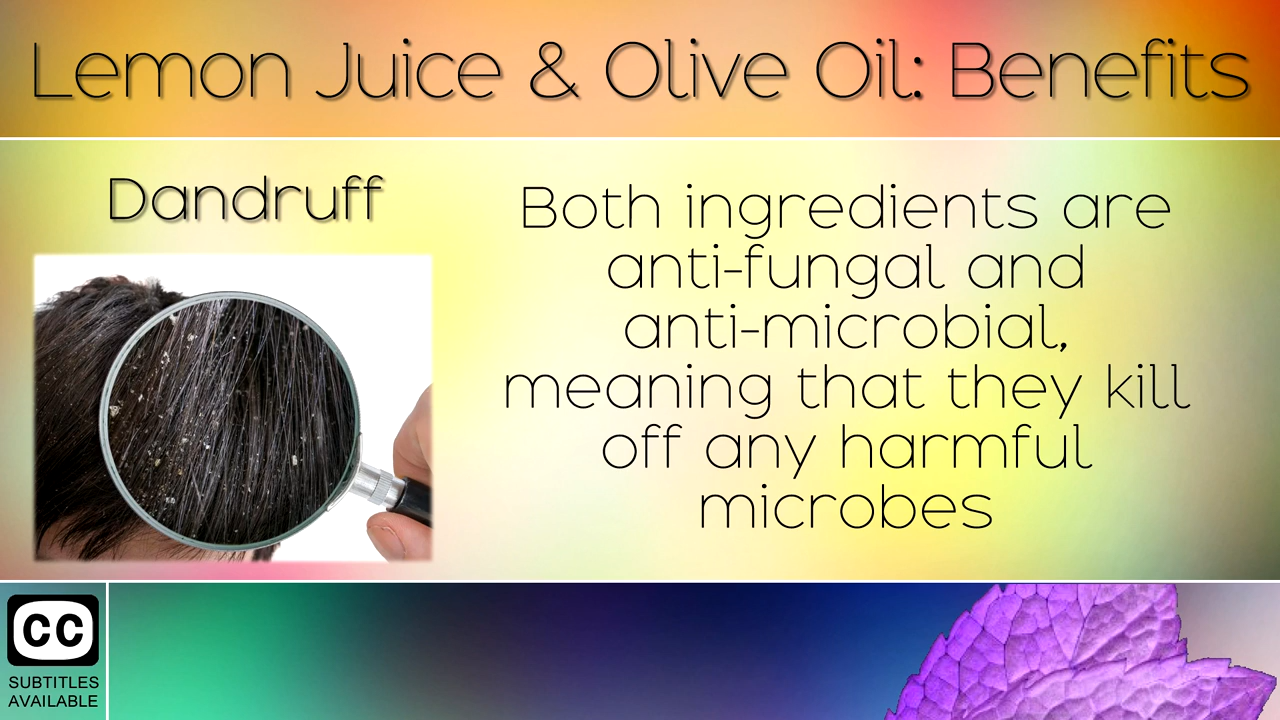 Lemon Juice & Olive Oil: Benefits
Dandruff
Both ingredients are
anti-fungal and
anti-microbial,
meaning that they kill
off any harmful
microbes
CC
SUBTITLES
AVAILABLE